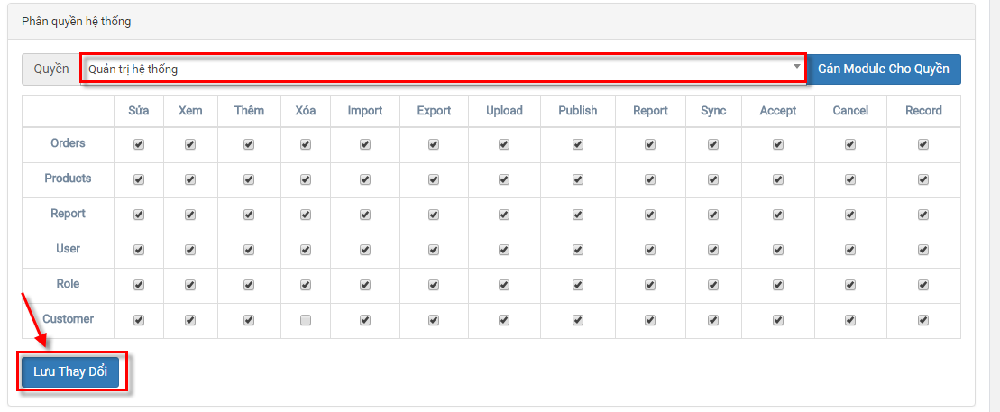 Phân quyền hệ thống
Quyền Quản trị hệ thống Gán Module Cho Quyền
Sửa Xem Thêm Xóa Import Export Upload Publish Report Sync Accept Cancel Record
Orders
Products
Report
User
Role
Customer
Lưu Thay Đổi